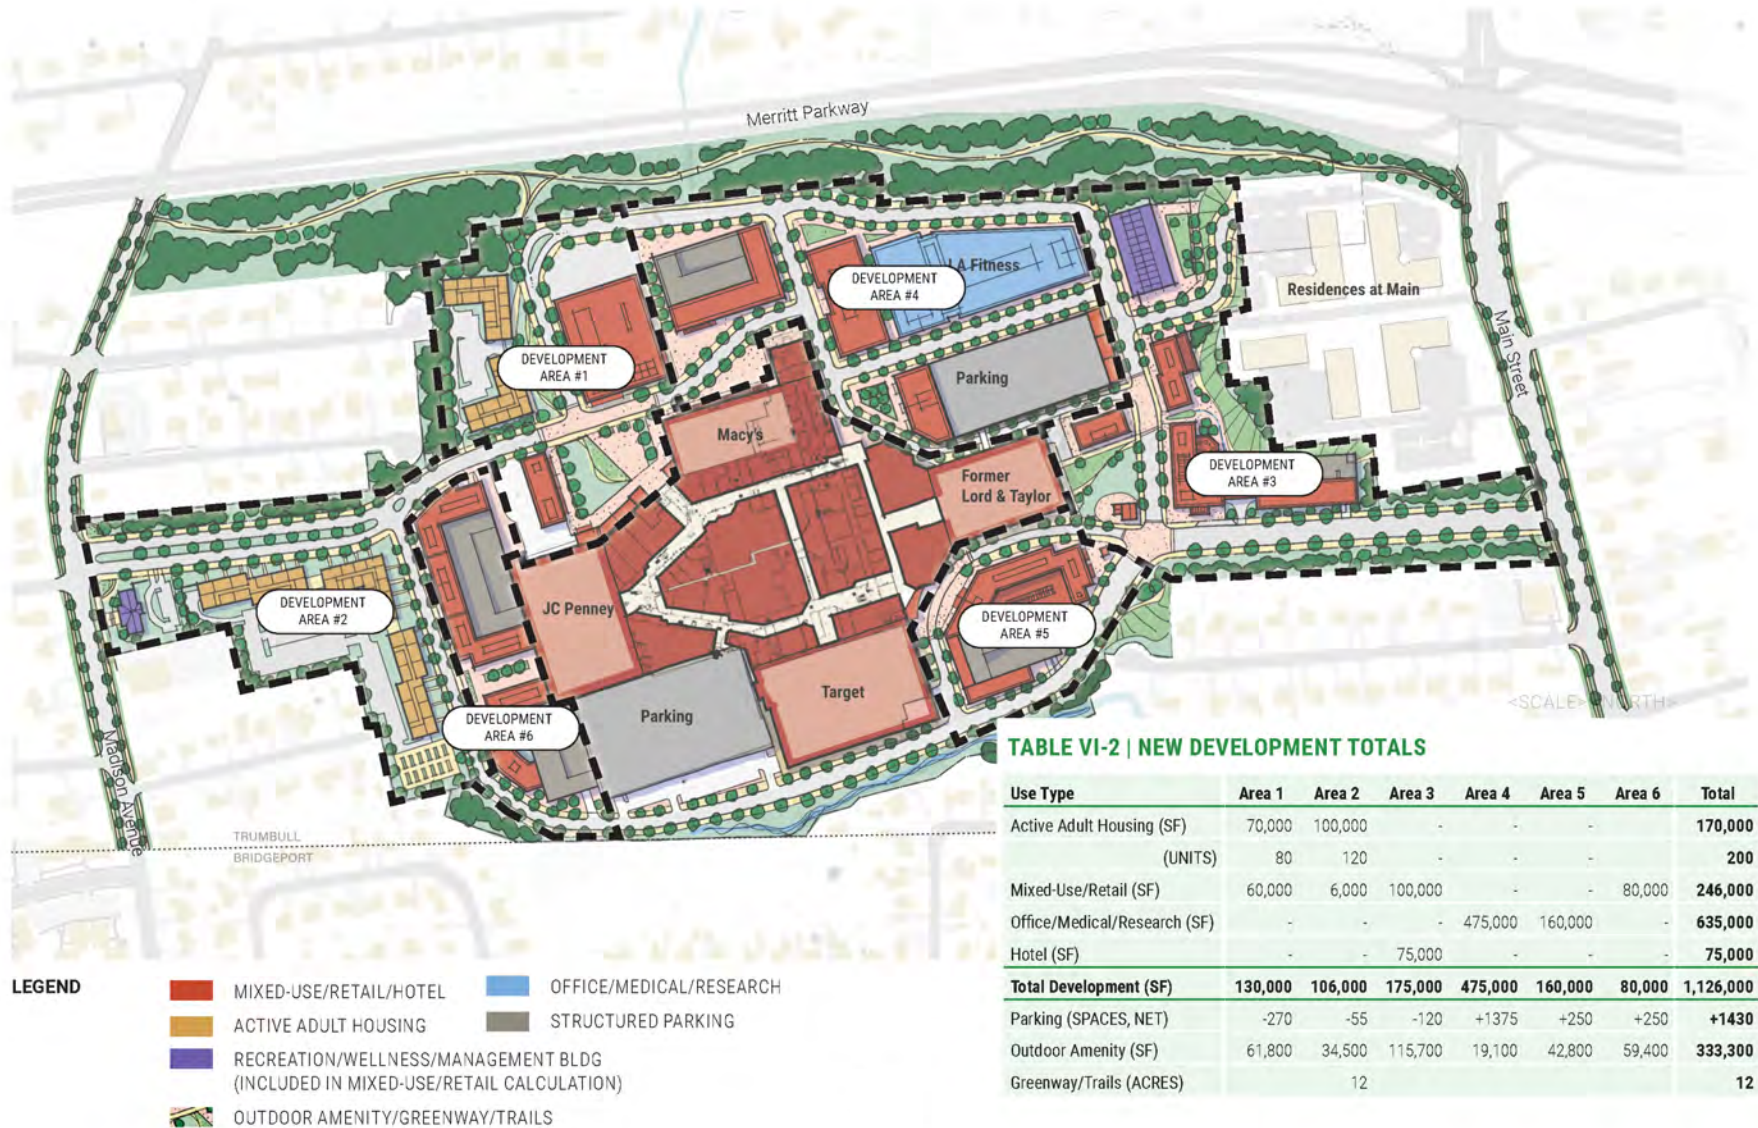 Merritt Parkway
LA Fitness
DEVELOPMENT
AREA #4
Residences at Main
Main Street
DEVELOPMENT
AREA #1
Parking
Macy's
DEVELOPMENT
AREA #3
Former
Lord & Taylor
JC Penney
DEVELOPMENT
AREA #2
DEVELOPMENT
AREA #5
Target
Parking
DEVELOPMENT
AREA #6
<SCALE> <NORTH>
Madison Avenue
TRUMBULL
BRIDGEPORT
TABLE VI-2 | NEW DEVELOPMENT TOTALS
Use Type Area 1 Area 2 Area 3 Area 4 Area 5 Area 6 Total
Active Adult Housing (SF) 70,000 100,000 - - - 170,000
(UNITS) 80 120 - - - 200
Mixed-Use/Retail (SF) 60,000 6,000 100,000 - - 80,000 246,000
Office/Medical/Research (SF) - - - 475,000 160,000 - 635,000
Hotel (SF) - - 75,000 - - - 75,000
Total Development (SF) 130,000 106,000 175,000 475,000 160,000 80,000 1,126,000
Parking (SPACES, NET) -270 -55 -120 +1375 +250 +250 +1430
Outdoor Amenity (SF) 61,800 34,500 115,700 19,100 42,800 59,400 333,300
Greenway/Trails (ACRES) 12 12
LEGEND
MIXED-USE/RETAIL/HOTEL
OFFICE/MEDICAL/RESEARCH
ACTIVE ADULT HOUSING
STRUCTURED PARKING
RECREATION/WELLNESS/MANAGEMENT BLDG
(INCLUDED IN MIXED-USE/RETAIL CALCULATION)
OUTDOOR AMENITY/GREENWAY/TRAILS